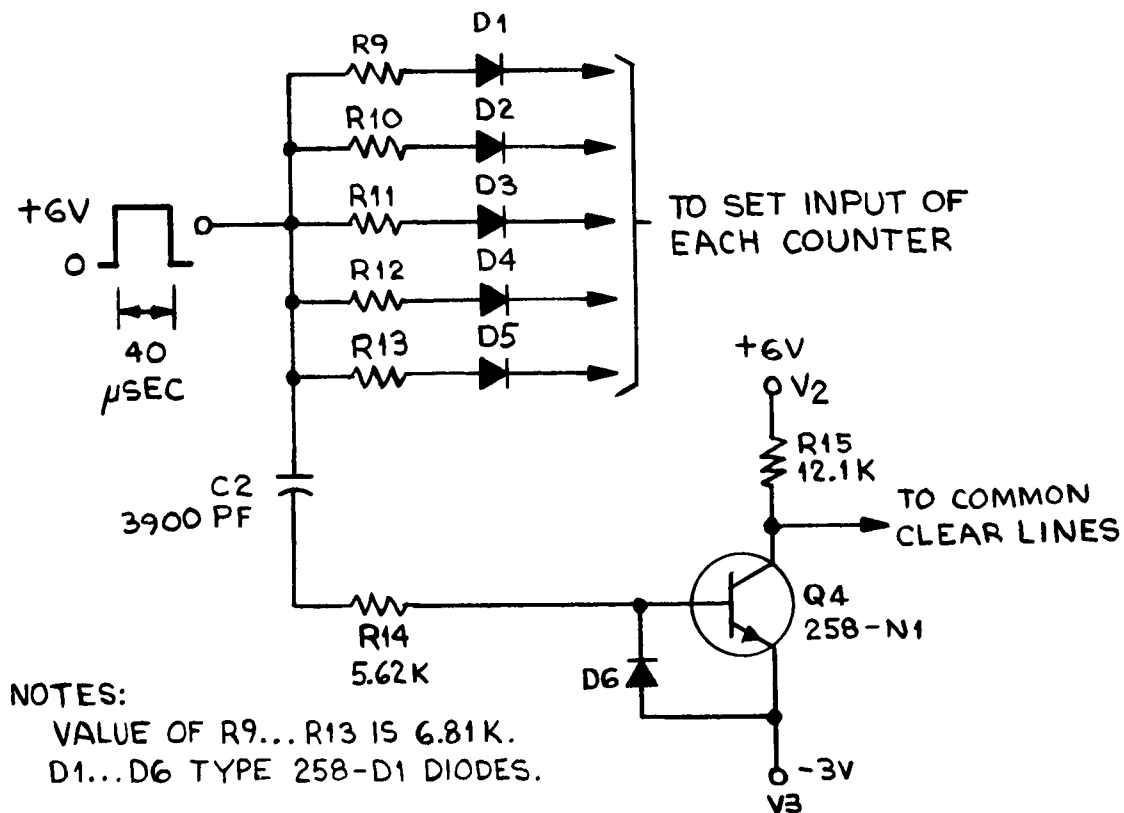 D1
R9
D2
R10
D3
R11
+6V
0
TO SET INPUT OF
EACH COUNTER
D4
R12
D5
R13
40
µSEC
+6V
V2
R15
12.1K
C2
3900 PF
TO COMMON
CLEAR LINES
Q4
258-N1
R14
5.62K
D6
NOTES:
VALUE OF R9...R13 IS 6.81K.
D1...D6 TYPE 258-D1 DIODES.
-3V
V3